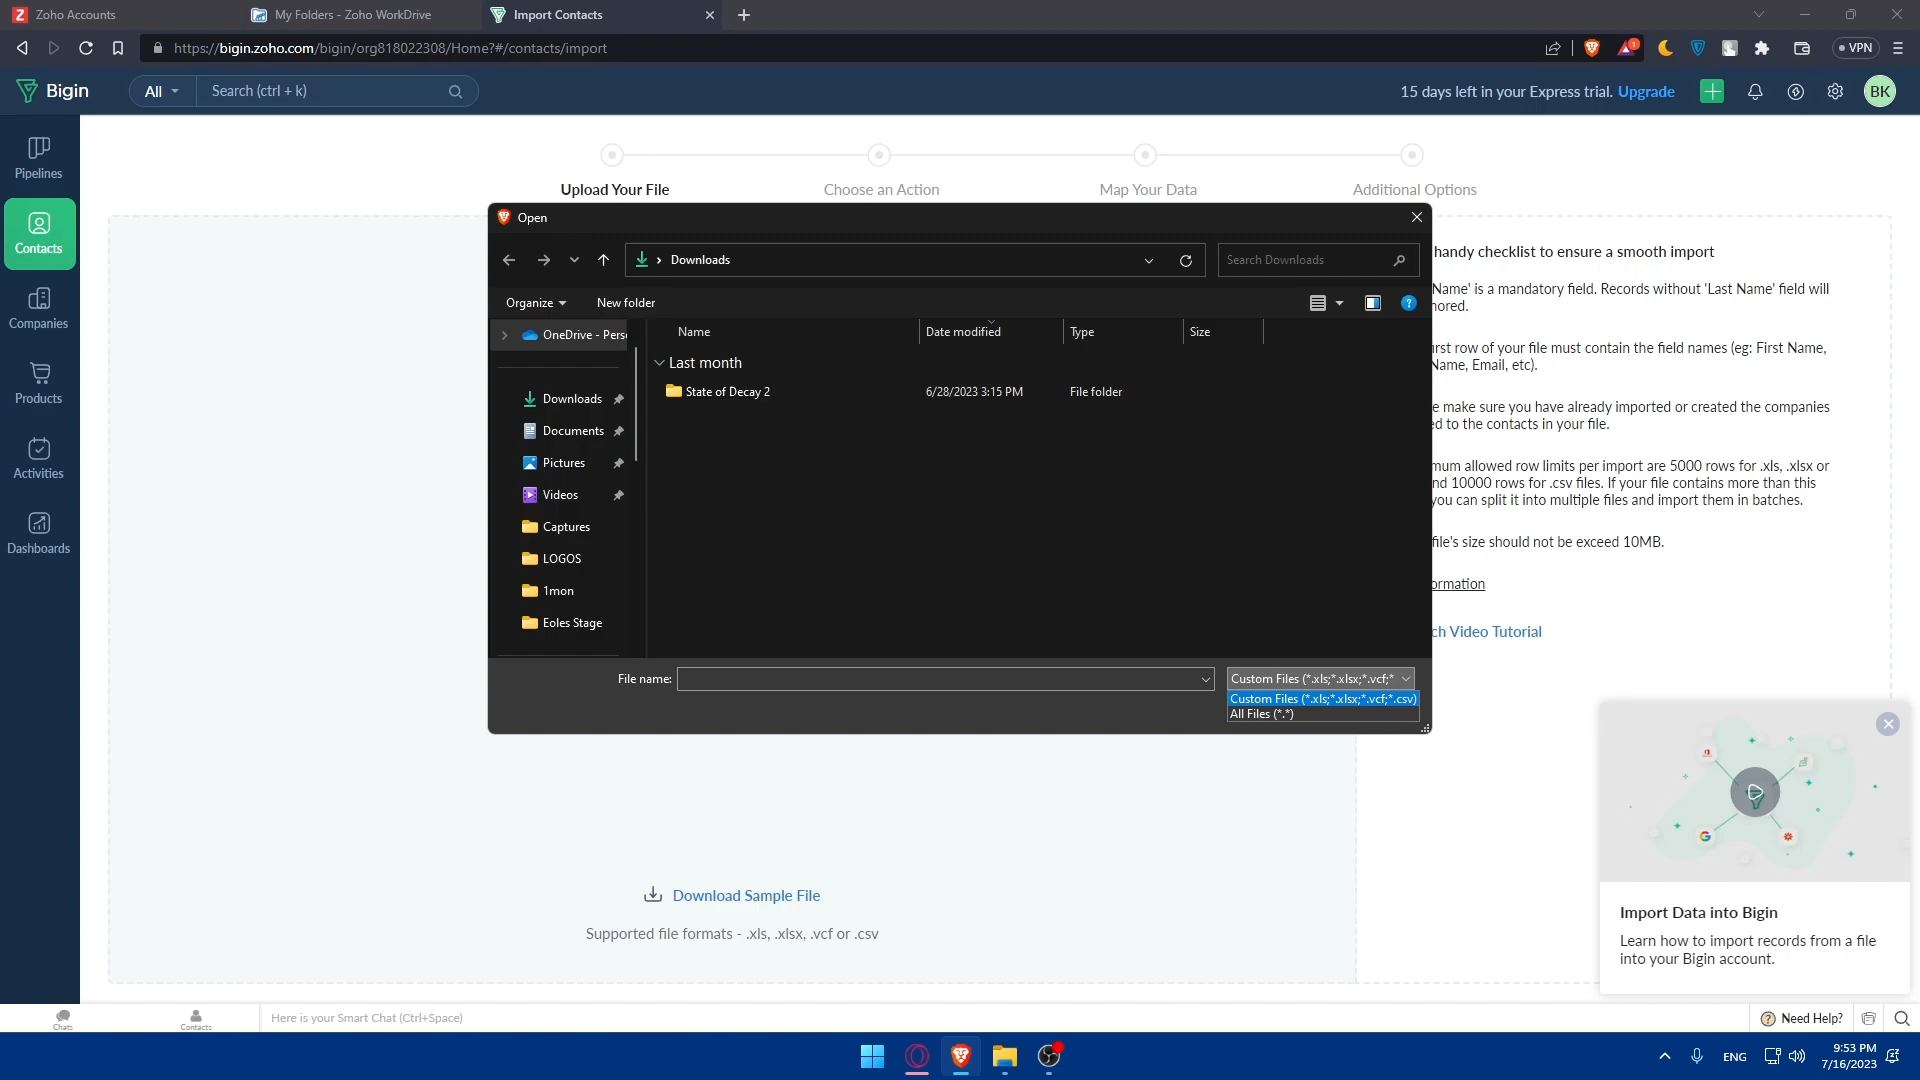 Zoho Accounts
My Folders - Zoho WorkDrive
Import Contacts
https://bigin.zoho.com/bigin/org818022308/Home?#/contacts/import
1
VPN
Bigin
All
Search (ctrl + k)
15 days left in your Express trial. Upgrade
BK
Pipelines
Contacts
Companies
Products
Activities
Dashboards
Upload Your File
Choose an Action
Map Your Data
Additional Options
Open
Downloads
Search Downloads
Organize
New folder
Name
Date modified
Type
Size
OneDrive - Pers
Last month
State of Decay 2
6/28/2023 3:15 PM
File folder
Downloads
Documents
Pictures
Videos
Captures
LOGOS
1mon
Eoles Stage
File name:
Custom Files (*.xls;*.xlsx;*.vcf;*
Custom Files (*.xls;*.xlsx;*.vcf;*.csv)
All Files (*.*)
handy checklist to ensure a smooth import
Name' is a mandatory field. Records without 'Last Name' field will
nored.
irst row of your file must contain the field names (eg: First Name,
Name, Email, etc).
e make sure you have already imported or created the companies
ed to the contacts in your file.
mum allowed row limits per import are 5000 rows for .xls, .xlsx or
nd 10000 rows for .csv files. If your file contains more than this
you can split it into multiple files and import them in batches.
file's size should not be exceed 10MB.
ormation
ch Video Tutorial
Download Sample File
Supported file formats - .xls, .xlsx, .vcf or .csv
Import Data into Bigin
Learn how to import records from a file
into your Bigin account.
Chats
Contacts
Here is your Smart Chat (Ctrl+Space)
Need Help?
ENG
9:53 PM
7/16/2023